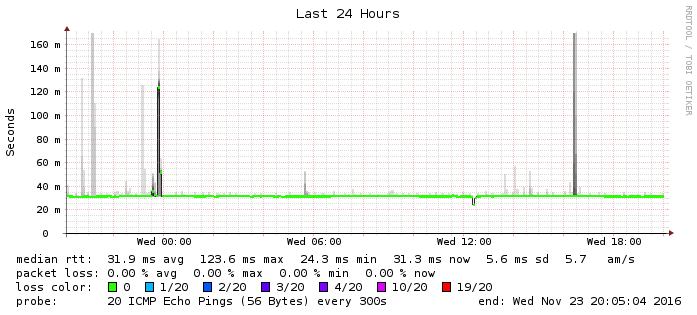 Last 24 Hours
RRDTOOL / TOBI OETIKER
Seconds
160 m
140 m
120 m
100 m
80 m
60 m
40 m
20 m
0
Wed 00:00 Wed 06:00 Wed 12:00 Wed 18:00
median rtt: 31.9 ms avg 123.6 ms max 24.3 ms min 31.3 ms now 5.6 ms sd 5.7 am/s
packet loss: 0.00 % avg 0.00 % max 0.00 % min 0.00 % now
loss color: 0 1/20 2/20 3/20 4/20 10/20 19/20
probe: 20 ICMP Echo Pings (56 Bytes) every 300s end: Wed Nov 23 20:05:04 2016